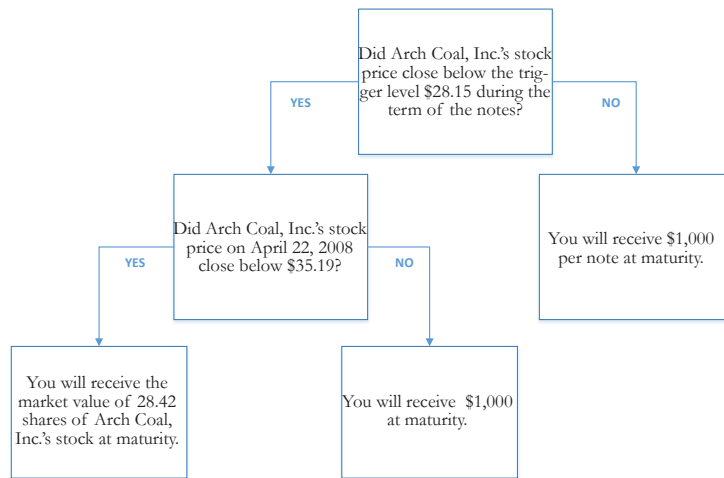 Did Arch Coal, Inc.'s stock
price close below the trig-
ger level $28.15 during the
term of the notes?
YES
NO
Did Arch Coal, Inc.'s stock
price on April 22, 2008
close below $35.19?
You will receive $1,000
per note at maturity.
YES
NO
You will receive the
market value of 28.42
shares of Arch Coal,
Inc.'s stock at maturity.
You will receive  $1,000
at maturity.